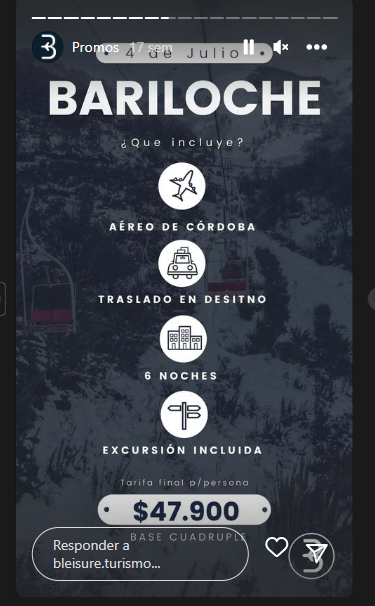 Promos 17 sem
4 de Julio
BARILOCHE
¿Que incluye?
AÉREO DE CÓRDOBA
TRASLADO EN DESITNO
6 NOCHES
EXCURSIÓN INCLUIDA
Tarifa final p/persona
$47.900
BASE CUADRUPLE
Responder a
bleisure.turismo...